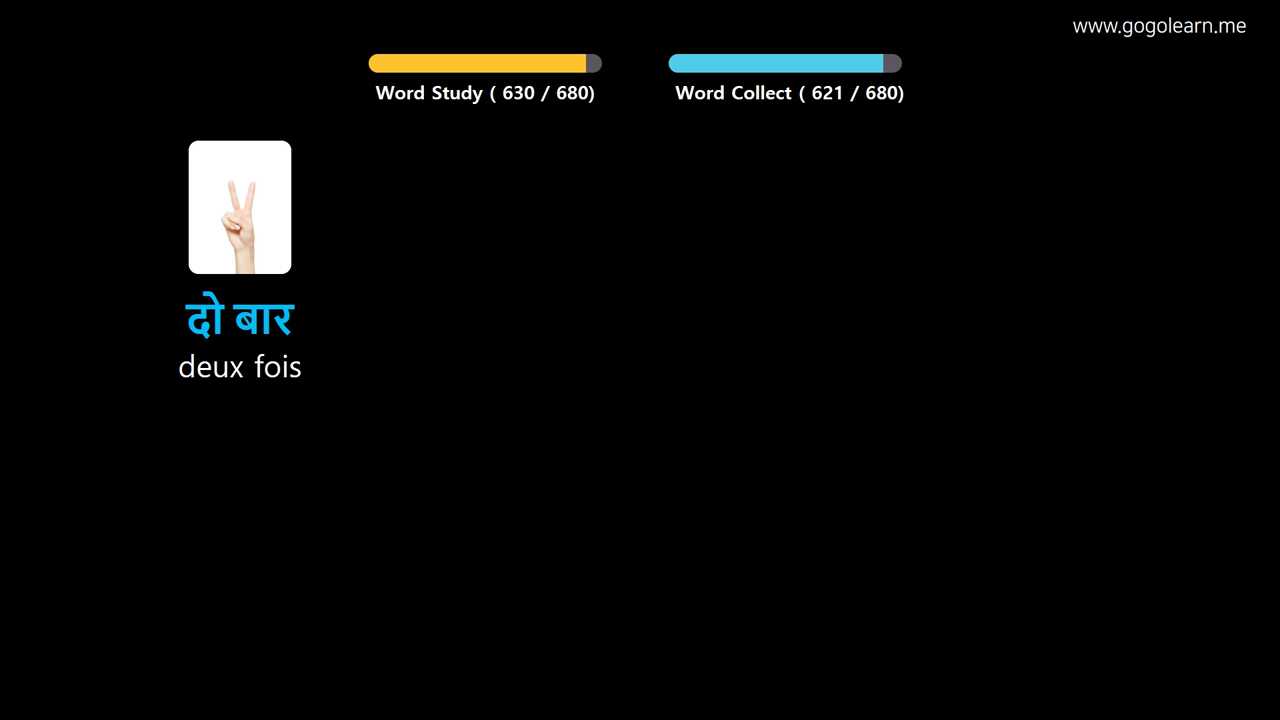 www.gogolearn.me
Word Study ( 630 / 680)
Word Collect ( 621 / 680)
दो बार
deux fois